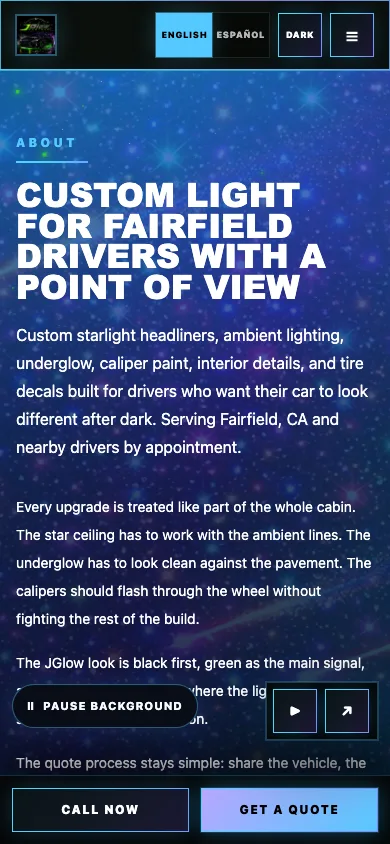 ENGLISH
ESPAÑOL
DARK
ABOUT
CUSTOM LIGHT
FOR FAIRFIELD
DRIVERS WITH A
POINT OF VIEW
Custom starlight headliners, ambient lighting,
underglow, caliper paint, interior details, and tire
decals built for drivers who want their car to look
different after dark. Serving Fairfield, CA and
nearby drivers by appointment.
Every upgrade is treated like part of the whole cabin.
The star ceiling has to work with the ambient lines. The
underglow has to look clean against the pavement. The
calipers should flash through the wheel without
fighting the rest of the build.
The JGlow look is black first, green as the main signal,
where the
PAUSE BACKGROUND
The quote process stays simple: share the vehicle, the
CALL NOW
GET A QUOTE